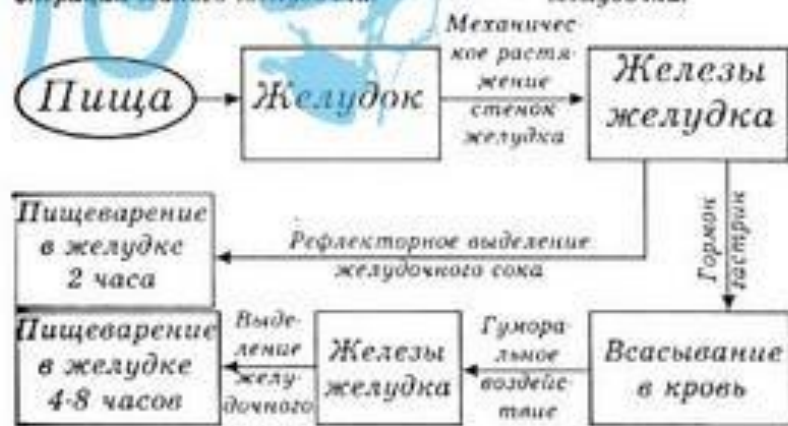 Механичес-
кое растя-
жение
стенок
желудка
Пища
Желудок
Железы
желудка
Пищеварение
в желудке
2 часа
Рефлекторное выделение
желудочного сока
Гормон
гастрин
Пищеварение
в желудке
4-8 часов
Выде-
ление
желу-
дочного
Железы
желудка
Гумора-
льное
воздейс-
твие
Всасывание
в кровь